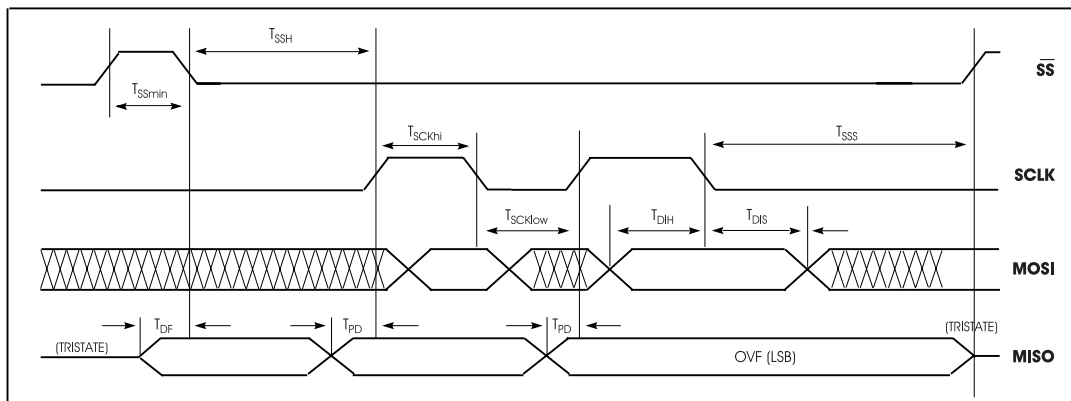 T_SSH
SS
T_SSmin
T_SCKhi
T_SSS
SCLK
T_SCKlow
T_DIH
T_DIS
MOSI
T_DF
T_PD
T_PD
(TRISTATE)
(TRISTATE)
OVF (LSB)
MISO